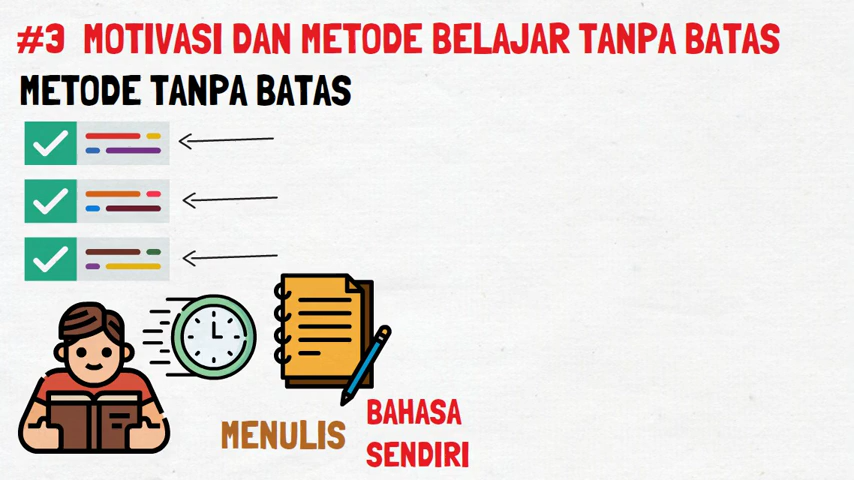 #3 MOTIVASI DAN METODE BELAJAR TANPA BATAS
METODE TANPA BATAS
MENULIS
BAHASA
SENDIRI